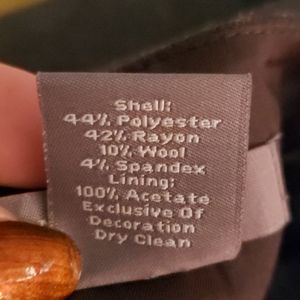 Shell:
44% Polyester
42% Rayon
10% Wool
4% Spandex
Lining:
100% Acetate
Exclusive Of
Decoration
Dry Clean